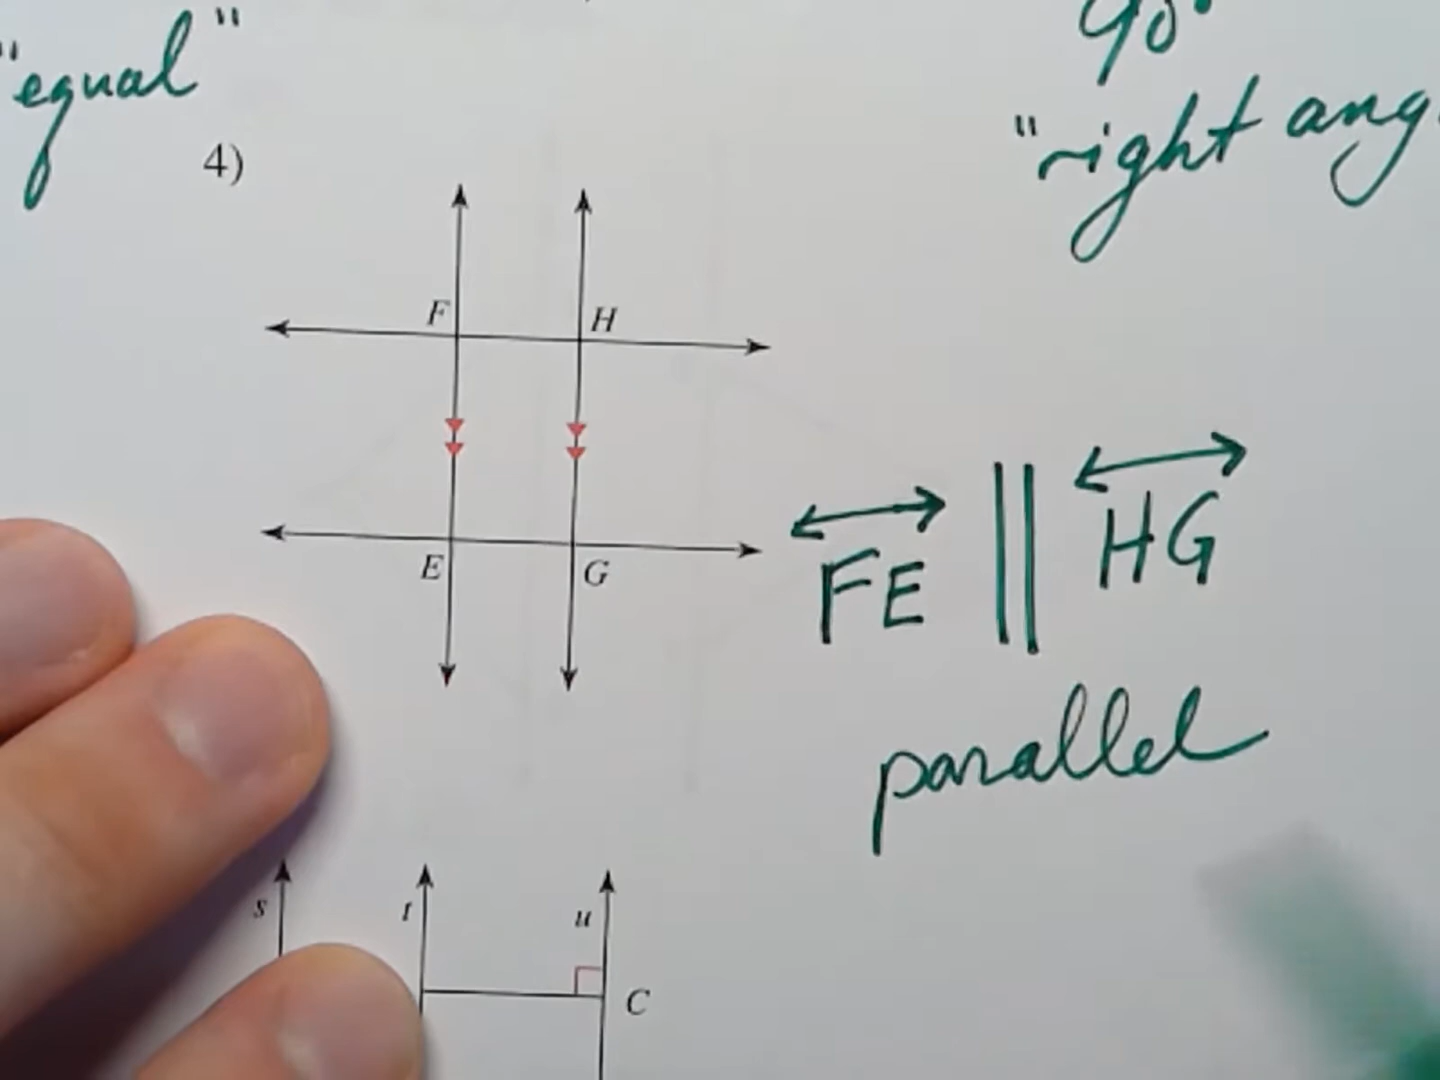 "equal"
90°
"right ang
4)
F
H
E
G
FE || HG
parallel
s
t
u
C